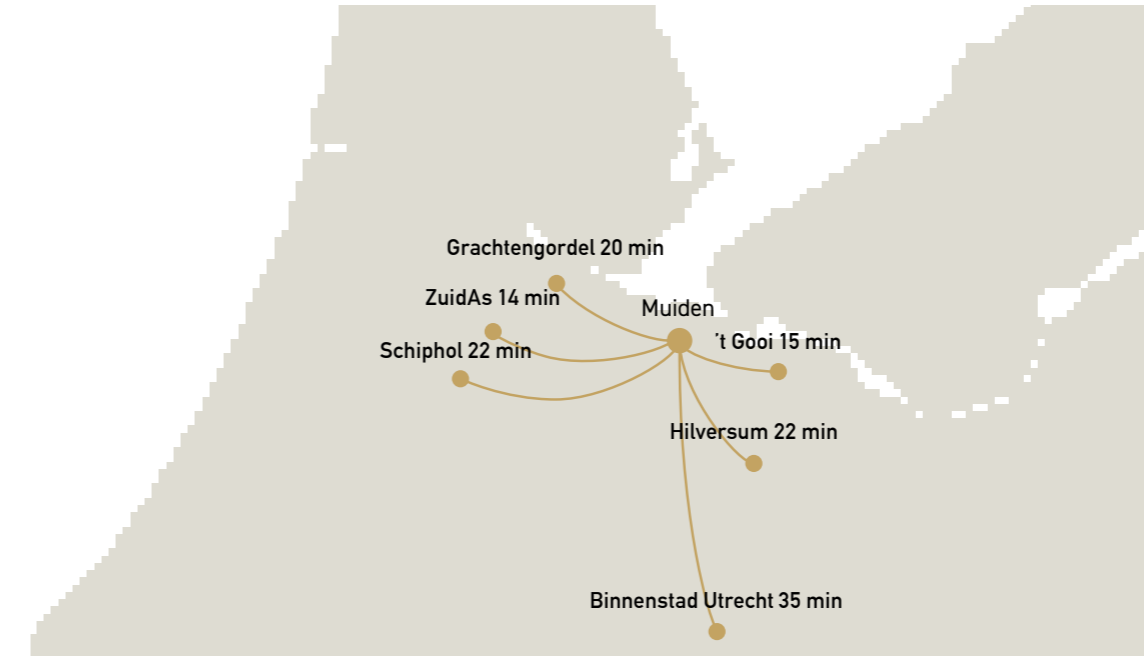 Grachtengordel 20 min
ZuidAs 14 min
Muiden
't Gooi 15 min
Schiphol 22 min
Hilversum 22 min
Binnenstad Utrecht 35 min